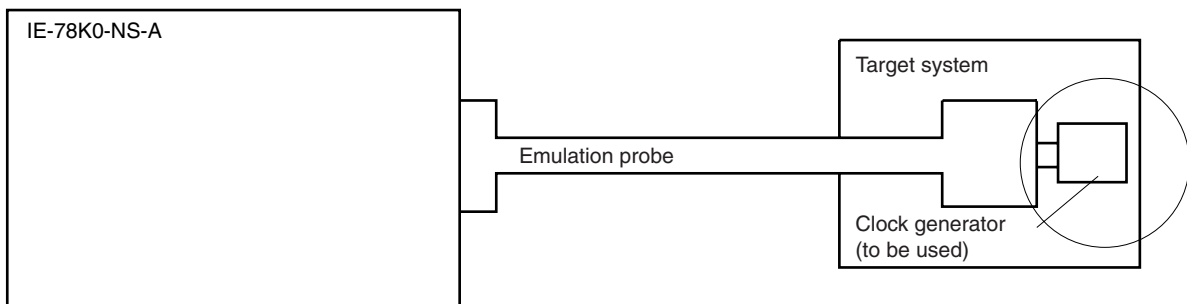 IE-78K0-NS-A
Target system
Emulation probe
Clock generator
(to be used)